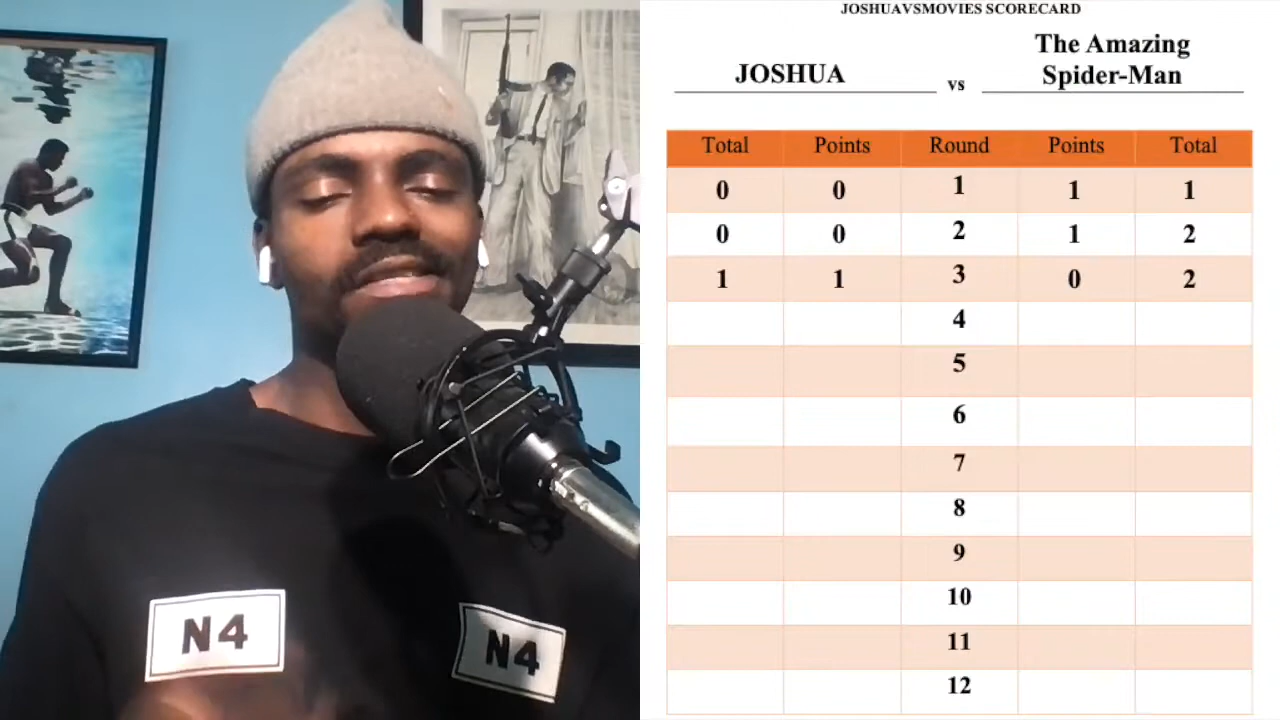 JOSHUAVSMOVIES SCORECARD
JOSHUA vs The Amazing
Spider-Man
Total Points Round Points Total
0 0 1 1 1
0 0 2 1 2
1 1 3 0 2
4
5
6
7
8
9
10
11
12
N4
N4